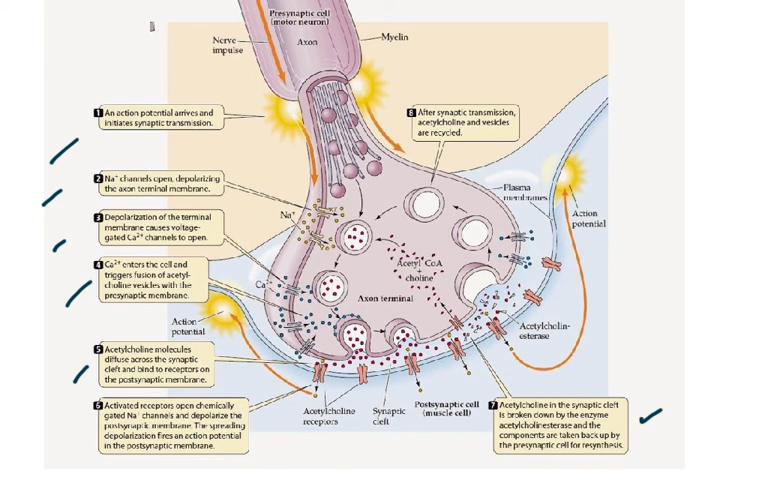 Presynaptic cell
(motor neuron)
Nerve
impulse
Axon
Myelin
1 An action potential arrives and
initiates synaptic transmission.
8 After synaptic transmission,
acetylcholine and vesicles
are recycled.
2 Na⁺ channels open, depolarizing
the axon terminal membrane.
Plasma
membranes
Na⁺
3 Depolarization of the terminal
membrane causes voltage-
gated Ca²⁺ channels to open.
Action
potential
4 Ca²⁺ enters the cell and
triggers fusion of acetyl-
choline vesicles with the
presynaptic membrane.
Acetyl CoA
+
choline
Ca²⁺
Axon terminal
Action
potential
Acetylcholin-
esterase
5 Acetylcholine molecules
diffuse across the synaptic
cleft and bind to receptors on
the postsynaptic membrane.
6 Activated receptors open chemically
gated Na⁺ channels and depolarize the
postsynaptic membrane. The spreading
depolarization fires an action potential
in the postsynaptic membrane.
Acetylcholine
receptors
Synaptic
cleft
Postsynaptic cell
(muscle cell)
7 Acetylcholine in the synaptic cleft
is broken down by the enzyme
acetylcholinesterase and the
components are taken back up by
the presynaptic cell for resynthesis.